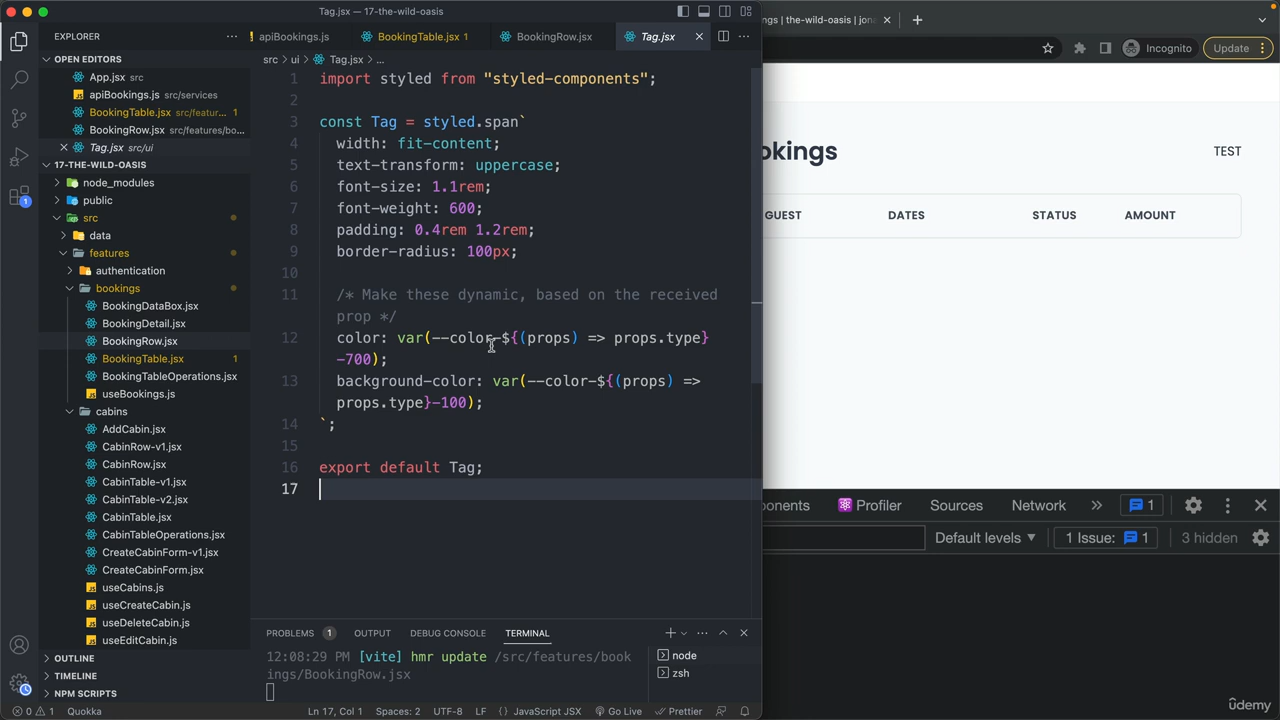 Tag.jsx — 17-the-wild-oasis
ngs | the-wild-oasis | jona
Incognito
Update
EXPLORER
OPEN EDITORS
App.jsx src
apiBookings.js src/services
BookingTable.jsx src/featur... 1
BookingRow.jsx src/features/bo...
Tag.jsx src/ui
17-THE-WILD-OASIS
node_modules
public
src
data
features
authentication
bookings
BookingDataBox.jsx
BookingDetail.jsx
BookingRow.jsx
BookingTable.jsx 1
BookingTableOperations.jsx
useBookings.js
cabins
AddCabin.jsx
CabinRow-v1.jsx
CabinRow.jsx
CabinTable-v1.jsx
CabinTable-v2.jsx
CabinTable.jsx
CabinTableOperations.jsx
CreateCabinForm-v1.jsx
CreateCabinForm.jsx
useCabins.js
useCreateCabin.js
useDeleteCabin.js
useEditCabin.js
OUTLINE
TIMELINE
NPM SCRIPTS
1
apiBookings.js BookingTable.jsx 1 BookingRow.jsx Tag.jsx
src > ui > Tag.jsx > ...
1 import styled from "styled-components";
2
3 const Tag = styled.span`
4 width: fit-content;
5 text-transform: uppercase;
6 font-size: 1.1rem;
7 font-weight: 600;
8 padding: 0.4rem 1.2rem;
9 border-radius: 100px;
10
11 /* Make these dynamic, based on the received
prop */
12 color: var(--color-${(props) => props.type}
-700);
13 background-color: var(--color-${(props) =>
props.type}-100);
14 `;
15
16 export default Tag;
17
PROBLEMS 1 OUTPUT DEBUG CONSOLE TERMINAL
12:08:29 PM [vite] hmr update /src/features/book
ings/BookingRow.jsx
node
zsh
0 1 Quokka Ln 17, Col 1 Spaces: 2 UTF-8 LF {} JavaScript JSX Go Live Prettier
okings
TEST
GUEST DATES STATUS AMOUNT
ponents Profiler Sources Network » 1
Default levels 1 Issue: 1 3 hidden
ûdemy